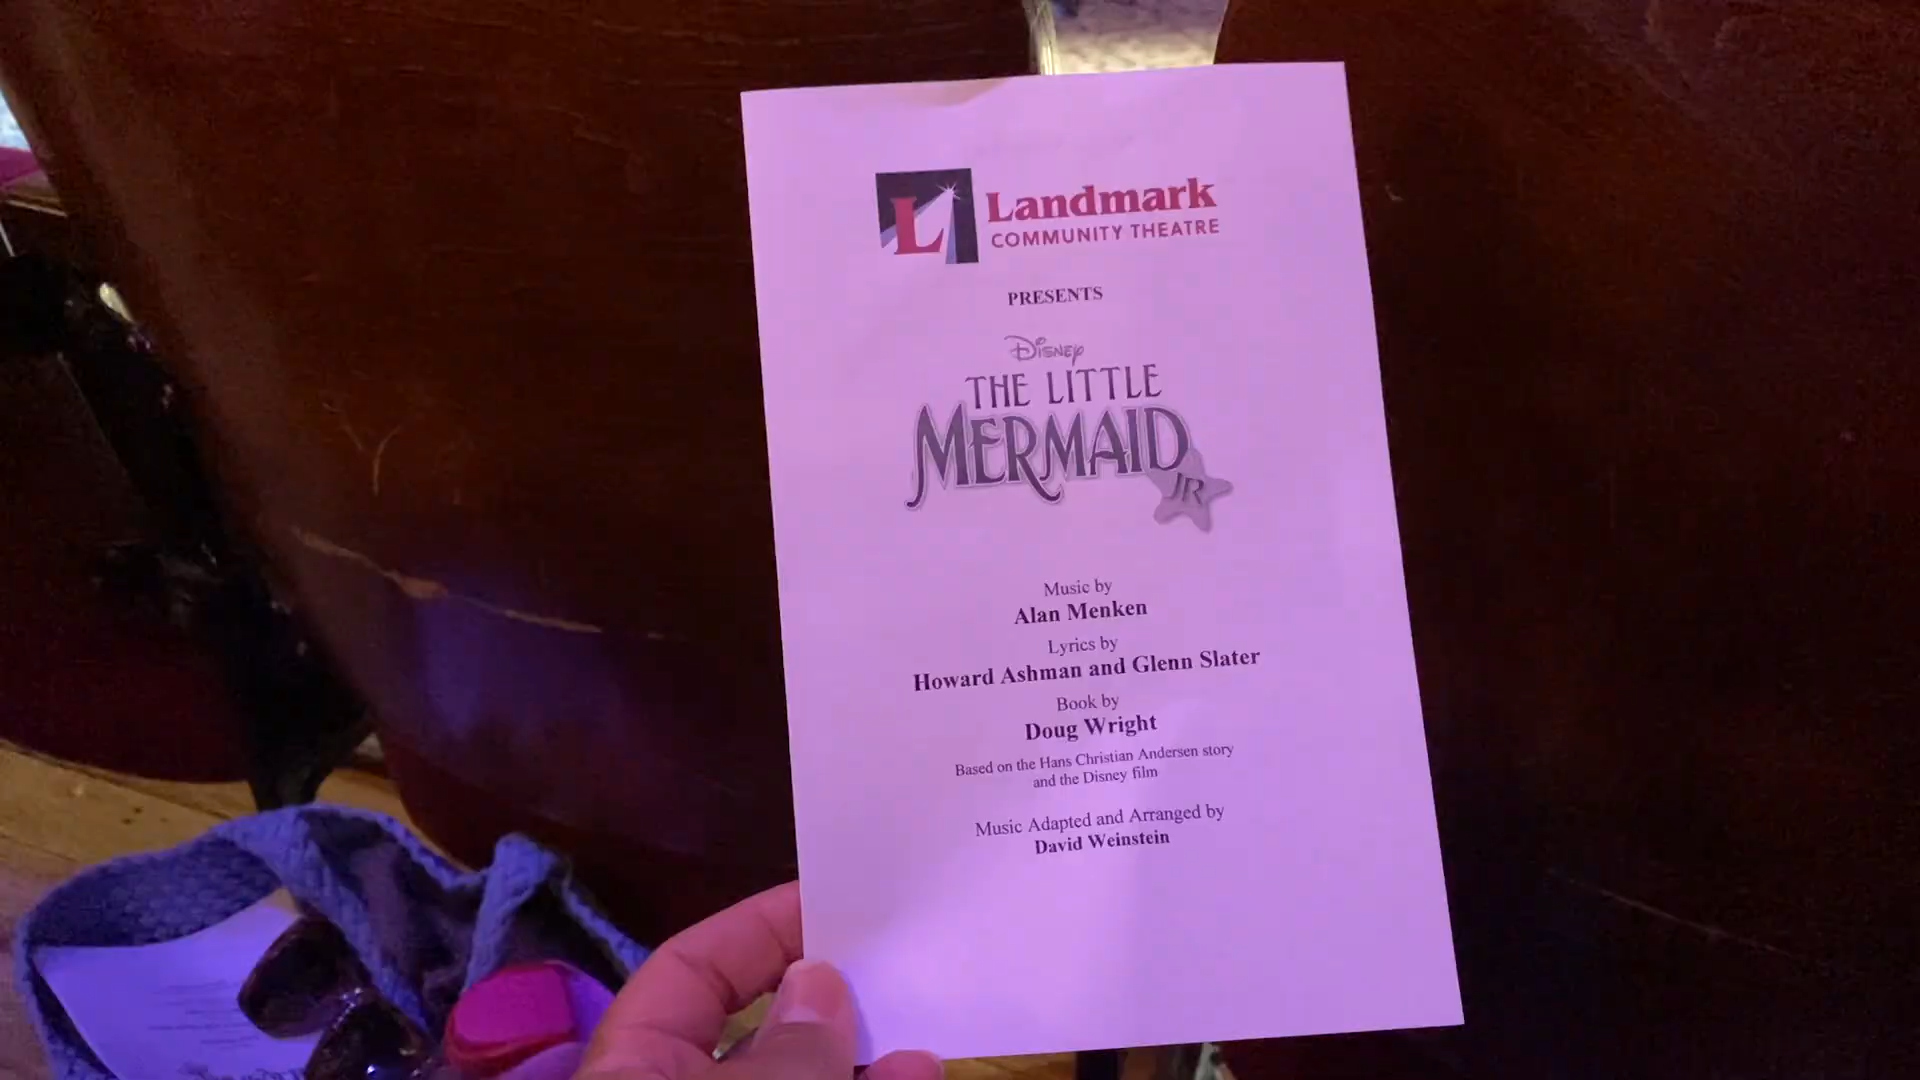 L Landmark
COMMUNITY THEATRE
PRESENTS
Disney
THE LITTLE
MERMAID
JR
Music by
Alan Menken
Lyrics by
Howard Ashman and Glenn Slater
Book by
Doug Wright
Based on the Hans Christian Andersen story
and the Disney film
Music Adapted and Arranged by
David Weinstein